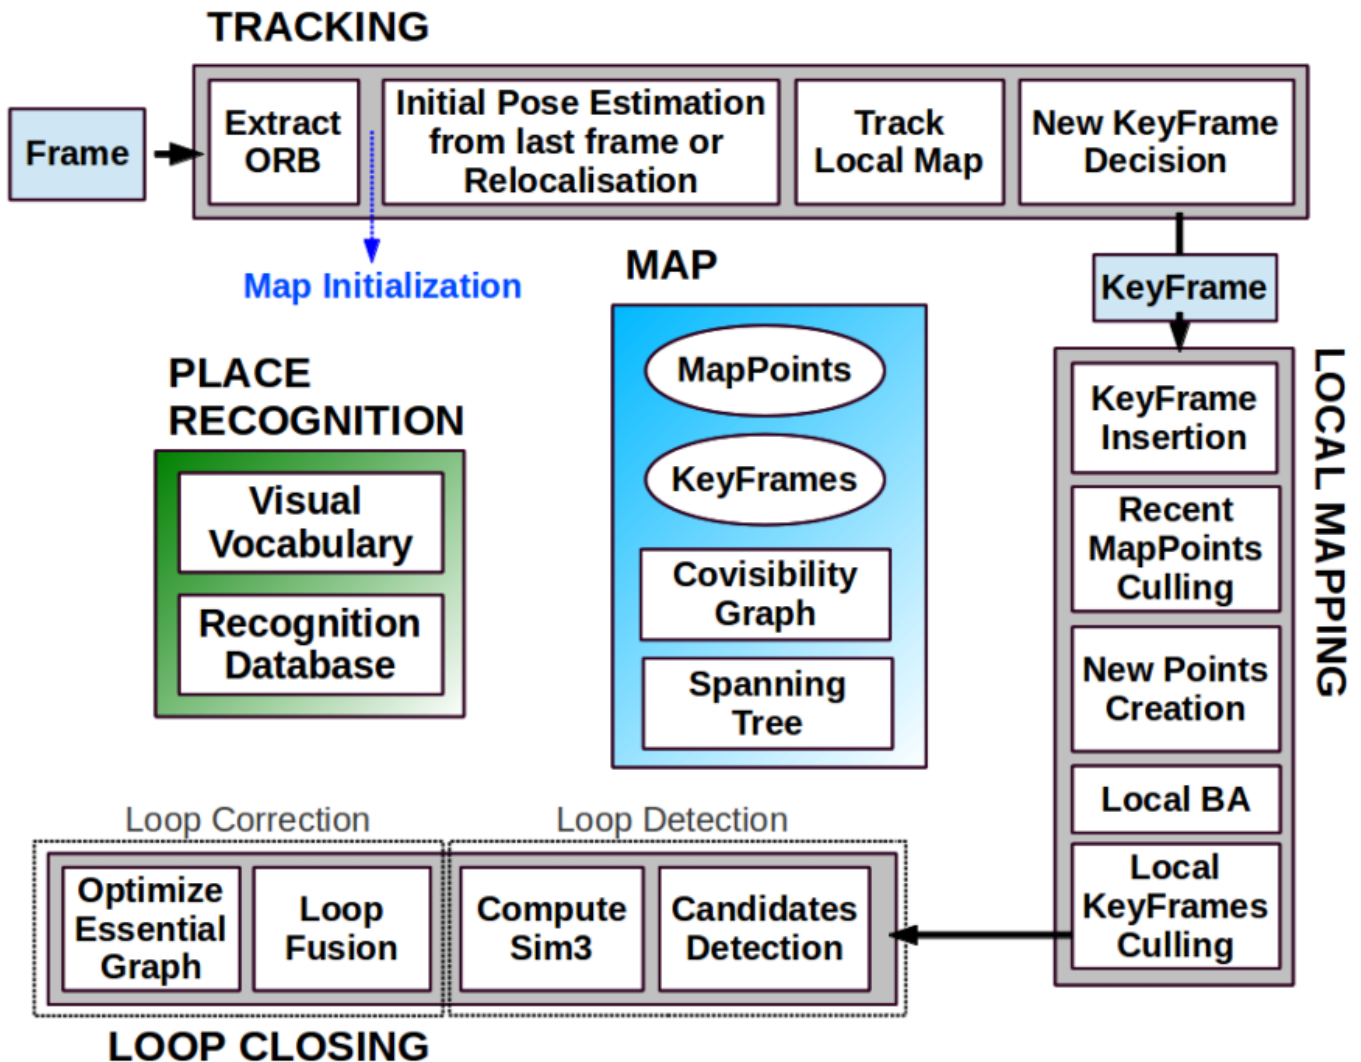 TRACKING
Frame
Extract
ORB
Initial Pose Estimation
from last frame or
Relocalisation
Track
Local Map
New KeyFrame
Decision
Map Initialization
MAP
KeyFrame
PLACE
RECOGNITION
Visual
Vocabulary
Recognition
Database
MapPoints
KeyFrames
Covisibility
Graph
Spanning
Tree
LOCAL MAPPING
KeyFrame
Insertion
Recent
MapPoints
Culling
New Points
Creation
Local BA
Local
KeyFrames
Culling
Loop Correction
Loop Detection
Optimize
Essential
Graph
Loop
Fusion
Compute
Sim3
Candidates
Detection
LOOP CLOSING